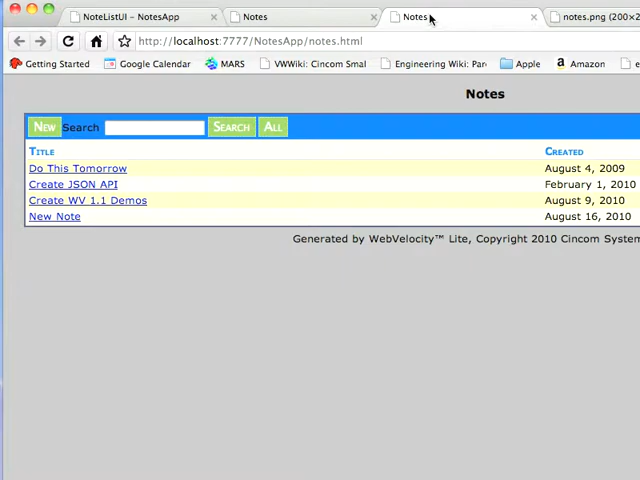 NoteListUI – NotesApp
Notes
Notes
notes.png (200×2
http://localhost:7777/NotesApp/notes.html
Getting Started
Google Calendar
MARS
VWWiki: Cincom Smal
Engineering Wiki: Par
Apple
a Amazon
e
Notes
New Search Search All
Title Created
Do This Tomorrow August 4, 2009
Create JSON API February 1, 2010
Create WV 1.1 Demos August 9, 2010
New Note August 16, 2010
Generated by WebVelocity™ Lite, Copyright 2010 Cincom System